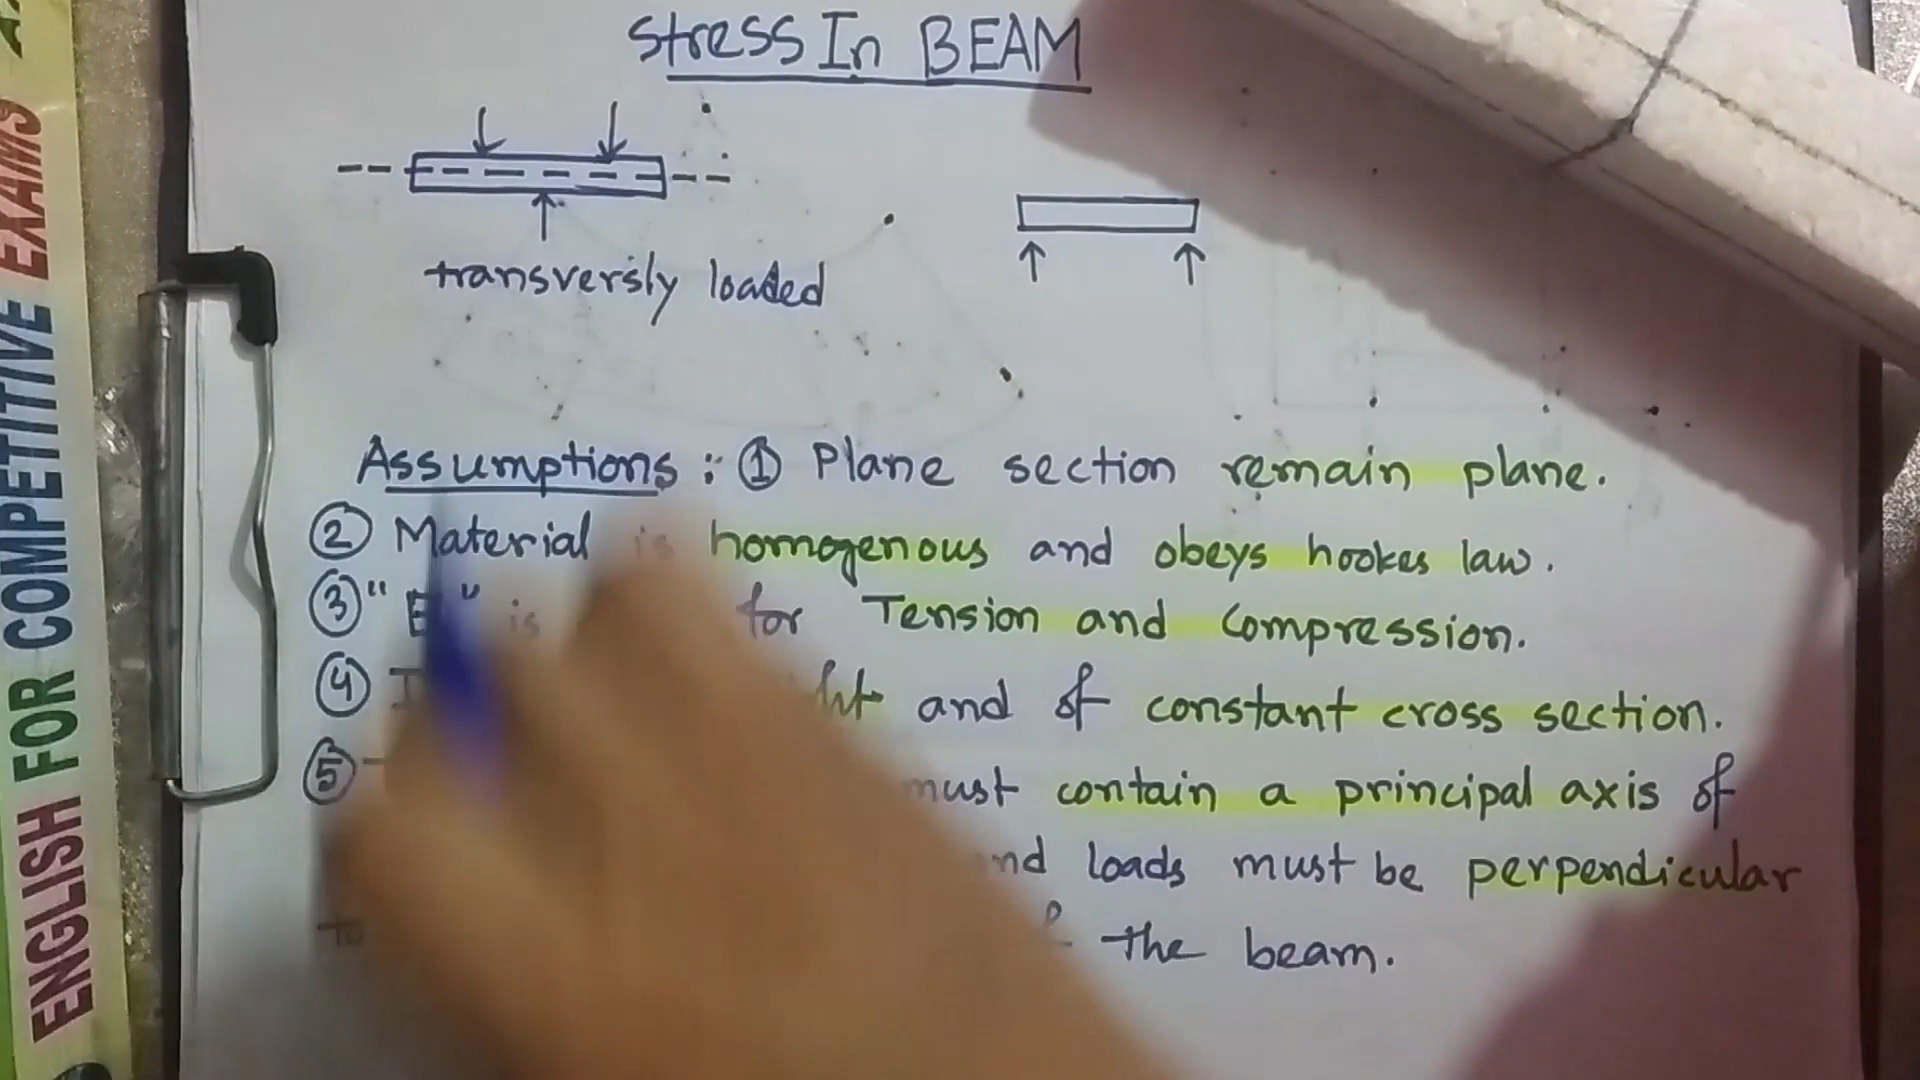 Stress In BEAM
transversly loaded
Assumptions : ① Plane section remain plane.
② Material is homogenous and obeys hookes law.
③ "E" is for Tension and Compression.
④ and of constant cross section.
⑤ must contain a principal axis of
loads must be perpendicular
the beam.
ENGLISH FOR COMPETITIVE EXAMS